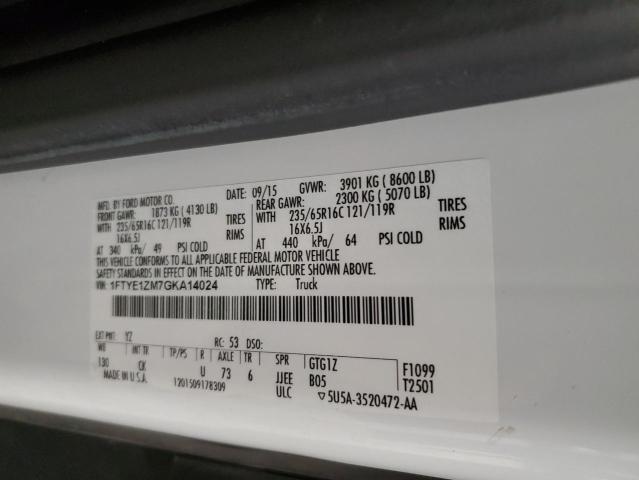 MFD. BY FORD MOTOR CO. DATE: 09/15 GVWR: 3901 KG ( 8600 LB)
FRONT GAWR: 1873 KG ( 4130 LB) REAR GAWR: 2300 KG ( 5070 LB)
WITH 235/65R16C 121/119R TIRES WITH 235/65R16C 121/119R TIRES
16X6.5J RIMS 16X6.5J RIMS
AT 340 kPa/ 49 PSI COLD AT 440 kPa/ 64 PSI COLD
THIS VEHICLE CONFORMS TO ALL APPLICABLE FEDERAL MOTOR VEHICLE
SAFETY AND THEFT PREVENTION STANDARDS IN EFFECT ON THE DATE OF MANUFACTURE SHOWN ABOVE.
VIN: 1FTYE1ZM7GKA14024 TYPE: Truck
EXT PNT: YZ RC: 53 DSO:
WB INT TR TP/PS R AXLE TR SPR GTG1Z F1099
130 CK U 73 6 JJEE B05 T2501
MADE IN U.S.A. 1201509178309 ULC ▽5U5A-3520472-AA